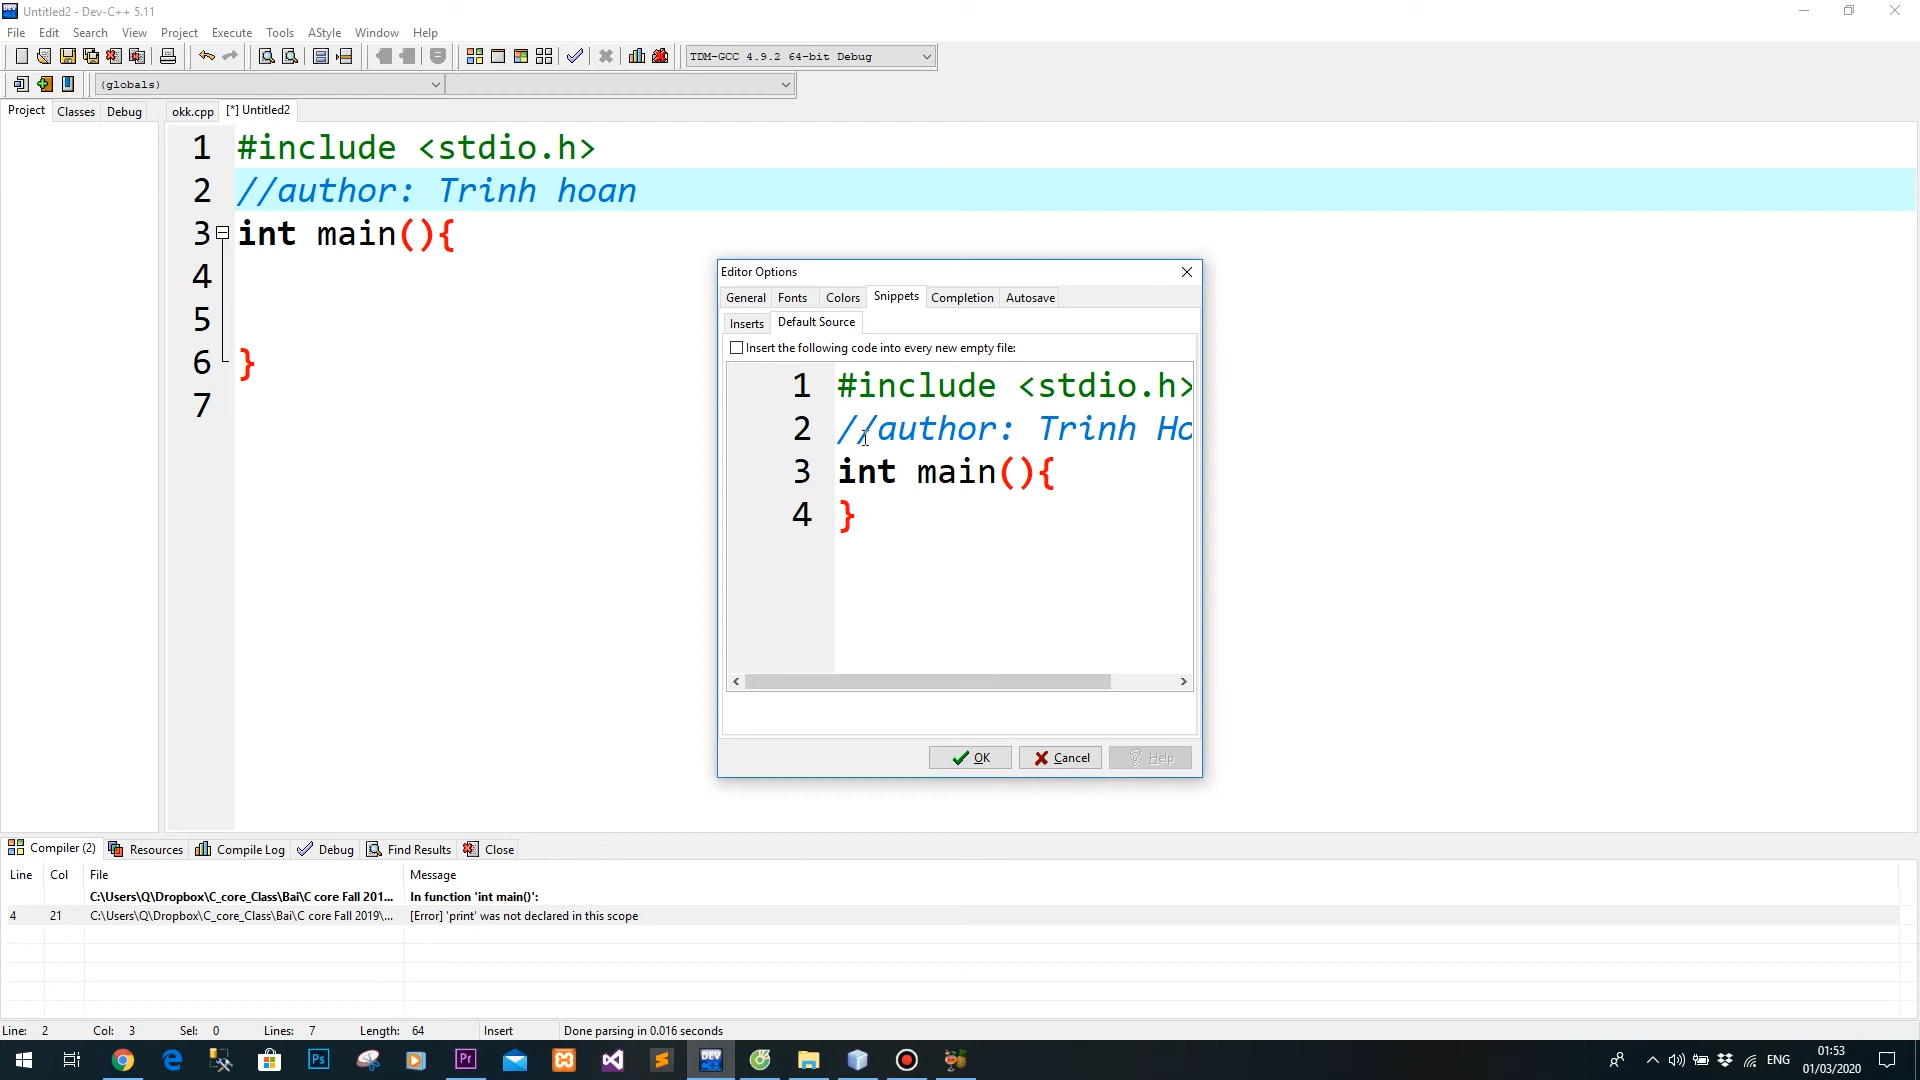 Untitled2 - Dev-C++ 5.11
File Edit Search View Project Execute Tools AStyle Window Help
TDM-GCC 4.9.2 64-bit Debug
(globals)
Project Classes Debug okk.cpp [*] Untitled2
1 #include <stdio.h>
2 //author: Trinh hoan
3 int main(){
4
5
6 }
7
Editor Options
General Fonts Colors Snippets Completion Autosave
Inserts Default Source
Insert the following code into every new empty file:
1 #include <stdio.h>
2 //author: Trinh Ho
3 int main(){
4 }
OK Cancel Help
Compiler (2) Resources Compile Log Debug Find Results Close
Line Col File Message
C:\Users\Q\Dropbox\C_core_Class\Bai\C core Fall 201... In function 'int main()':
4 21 C:\Users\Q\Dropbox\C_core_Class\Bai\C core Fall 2019\... [Error] 'print' was not declared in this scope
Line: 2 Col: 3 Sel: 0 Lines: 7 Length: 64 Insert Done parsing in 0.016 seconds
Ps Pr DEV ENG 01:53
01/03/2020